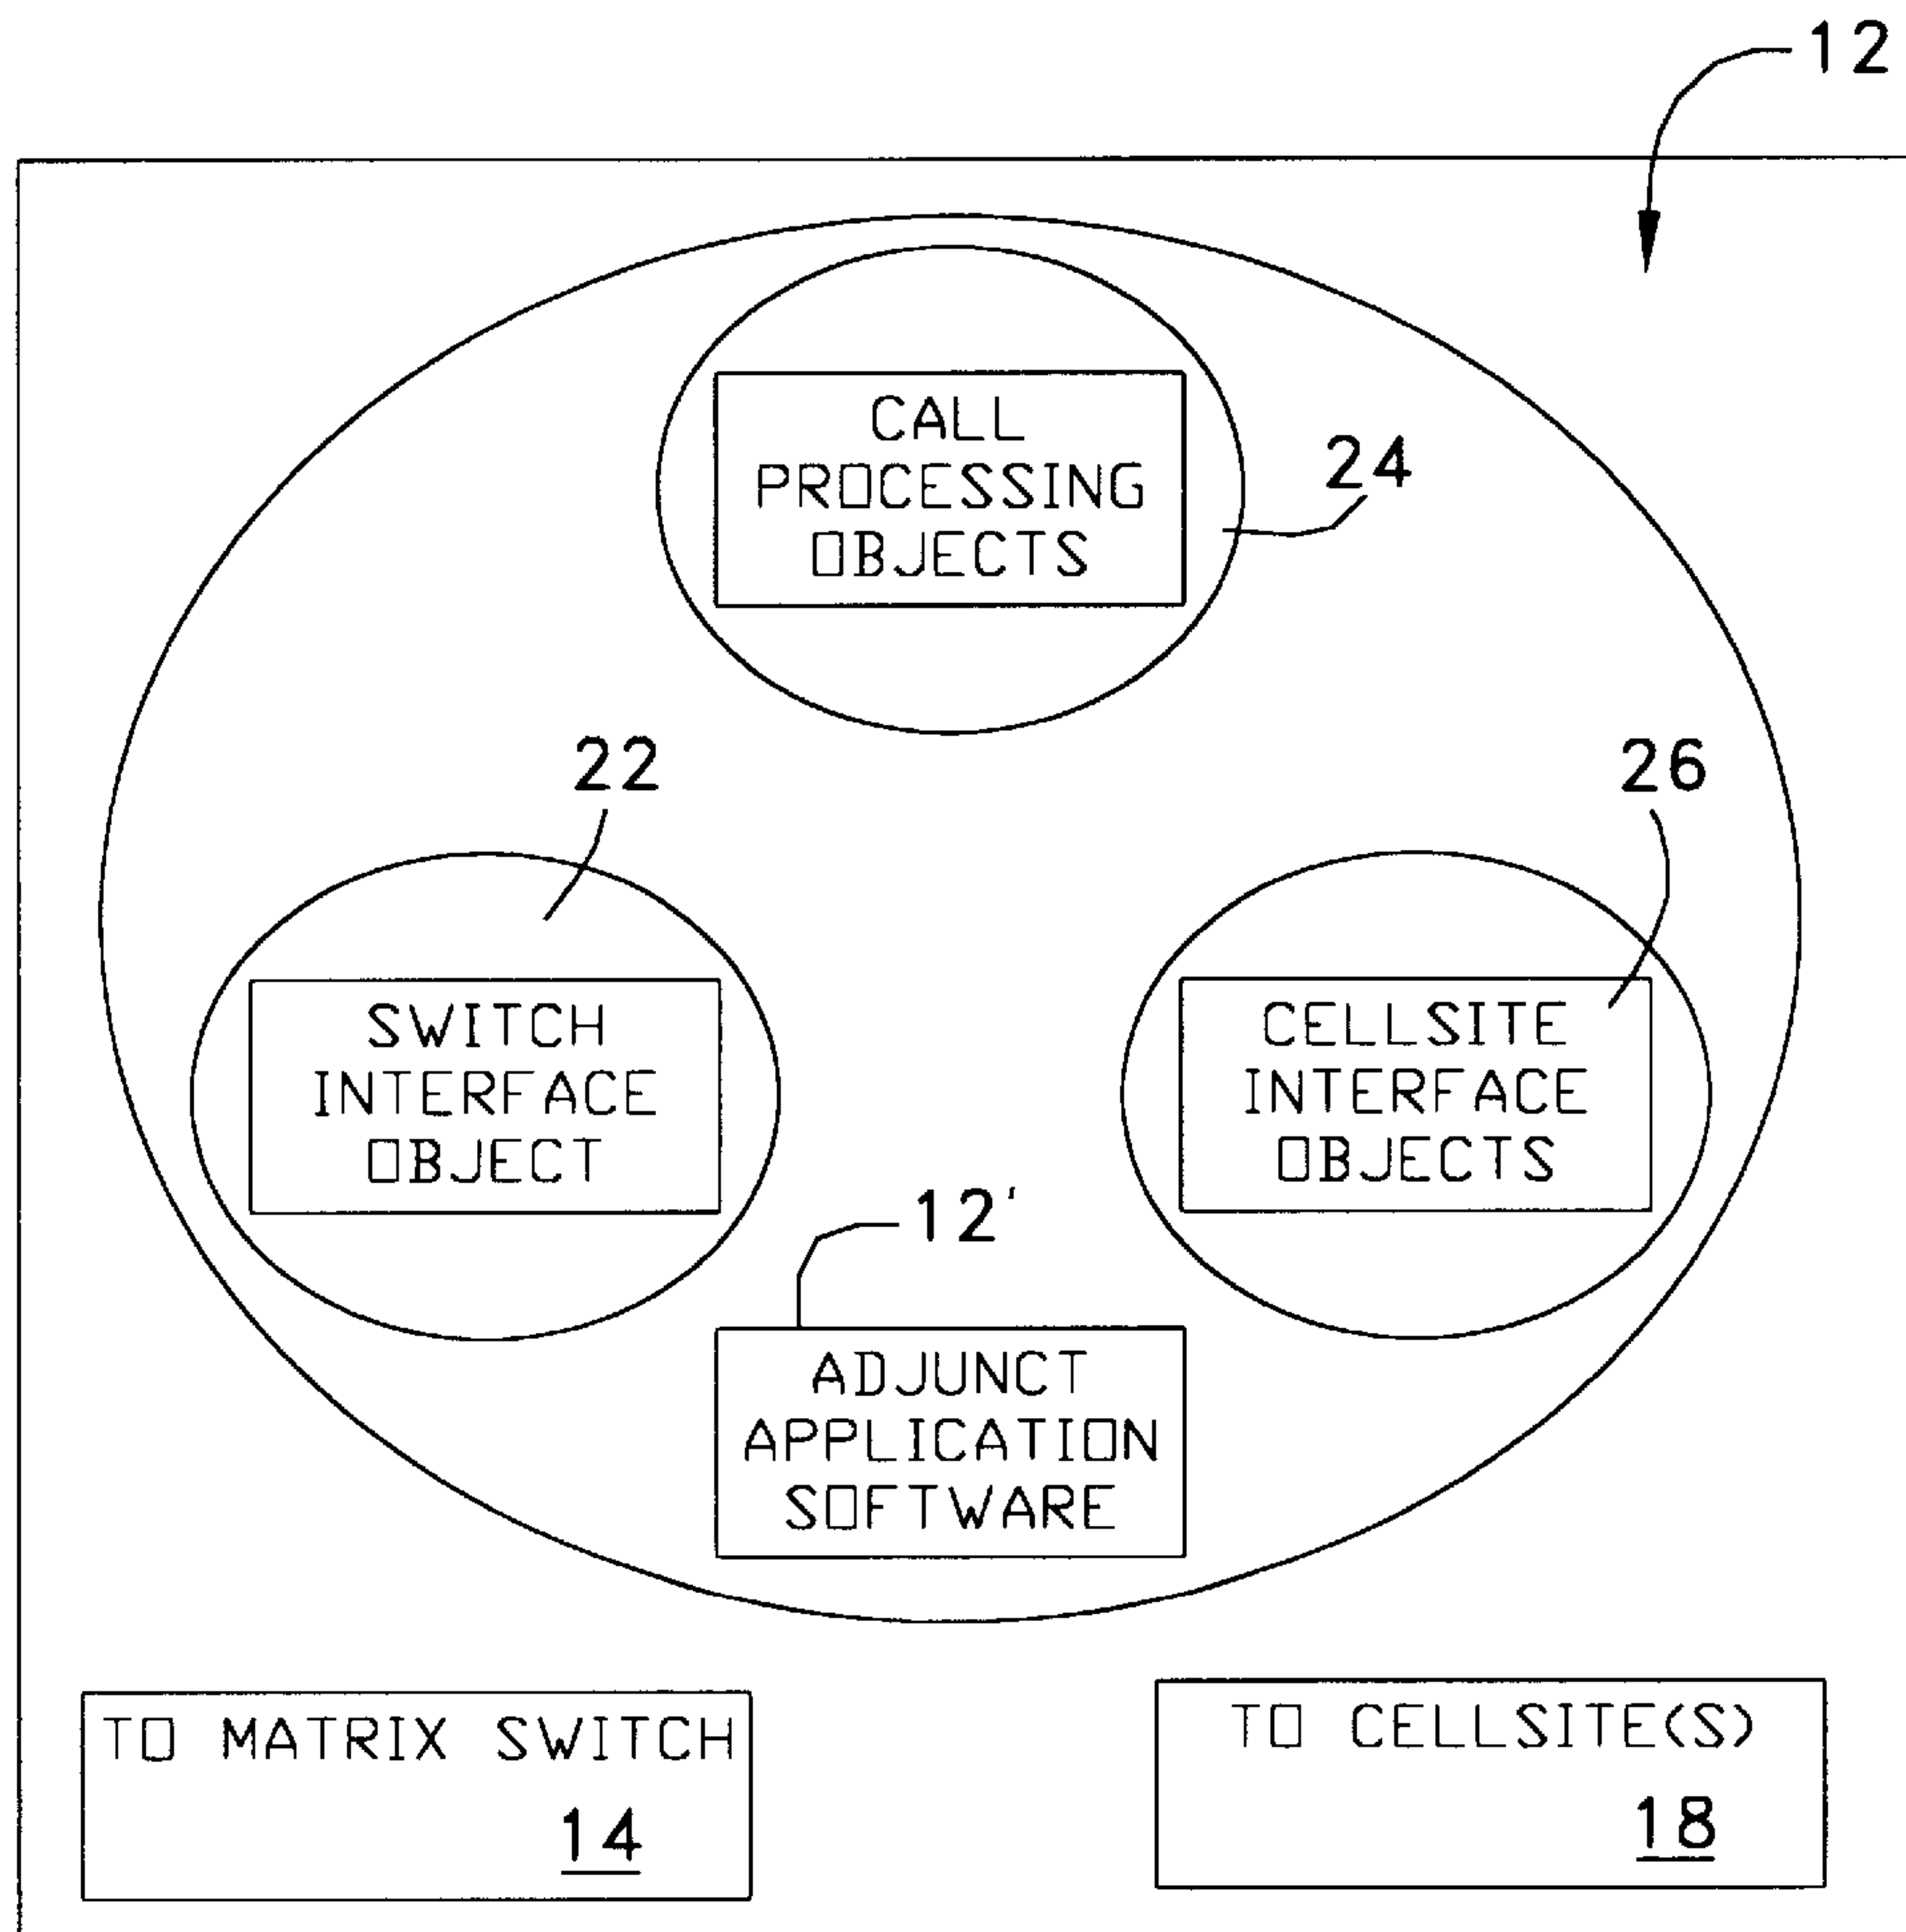 12
CALL
PROCESSING
OBJECTS
24
22
26
SWITCH
INTERFACE
OBJECT
CELLSITE
INTERFACE
OBJECTS
12'
ADJUNCT
APPLICATION
SOFTWARE
TO MATRIX SWITCH
14
TO CELLSITE(S)
18